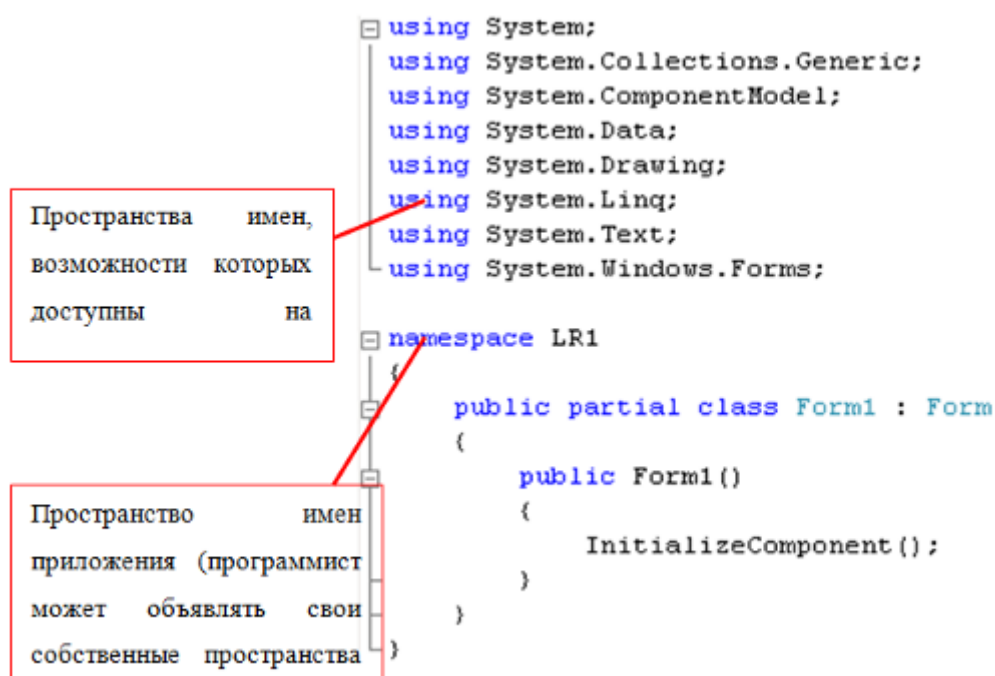 using System;
using System.Collections.Generic;
using System.ComponentModel;
using System.Data;
using System.Drawing;
using System.Linq;
using System.Text;
using System.Windows.Forms;
Пространства имен,
возможности которых
доступны на
namespace LR1
{
public partial class Form1 : Form
{
public Form1()
{
InitializeComponent();
}
}
}
Пространство имен
приложения (программист
может объявлять свои
собственные пространства